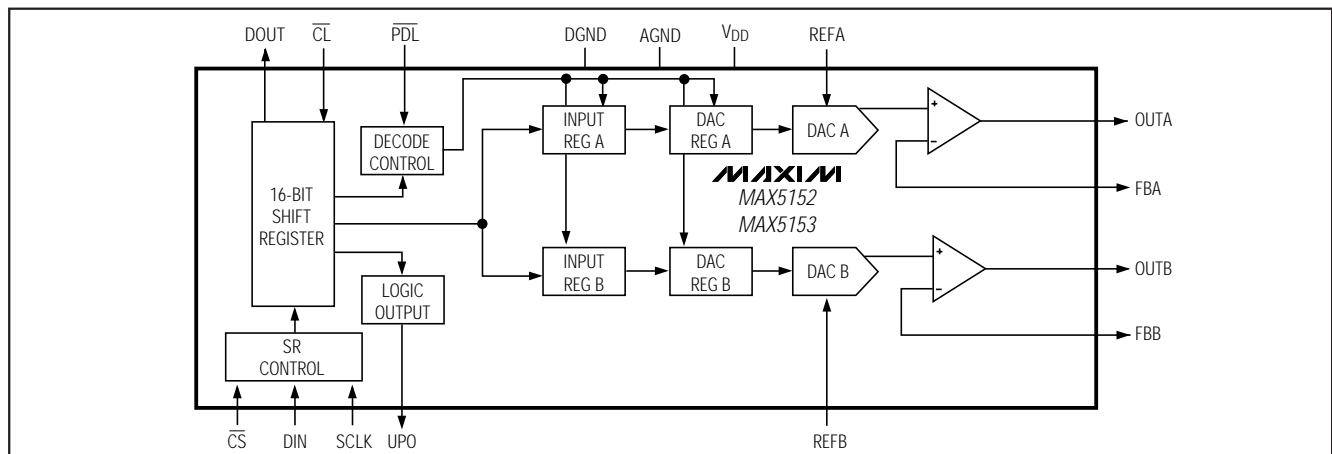 DOUT
CL
PDL
DGND
AGND
VDD
REFA
16-BIT
SHIFT
REGISTER
DECODE
CONTROL
INPUT
REG A
DAC
REG A
DAC A
+
−
OUTA
FBA
MAXIM
MAX5152
MAX5153
INPUT
REG B
DAC
REG B
DAC B
+
−
OUTB
FBB
LOGIC
OUTPUT
SR
CONTROL
CS
DIN
SCLK
UPO
REFB